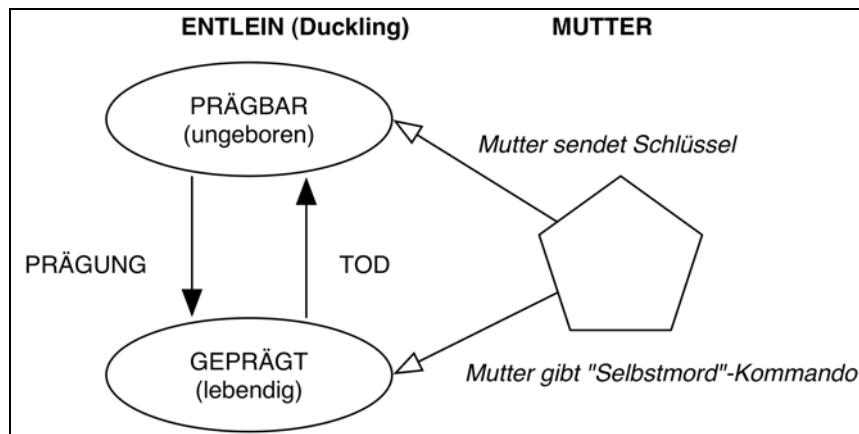 ENTLEIN (Duckling)
MUTTER
PRÄGBAR
(ungeboren)
Mutter sendet Schlüssel
PRÄGUNG
TOD
GEPRÄGT
(lebendig)
Mutter gibt "Selbstmord"-Kommando